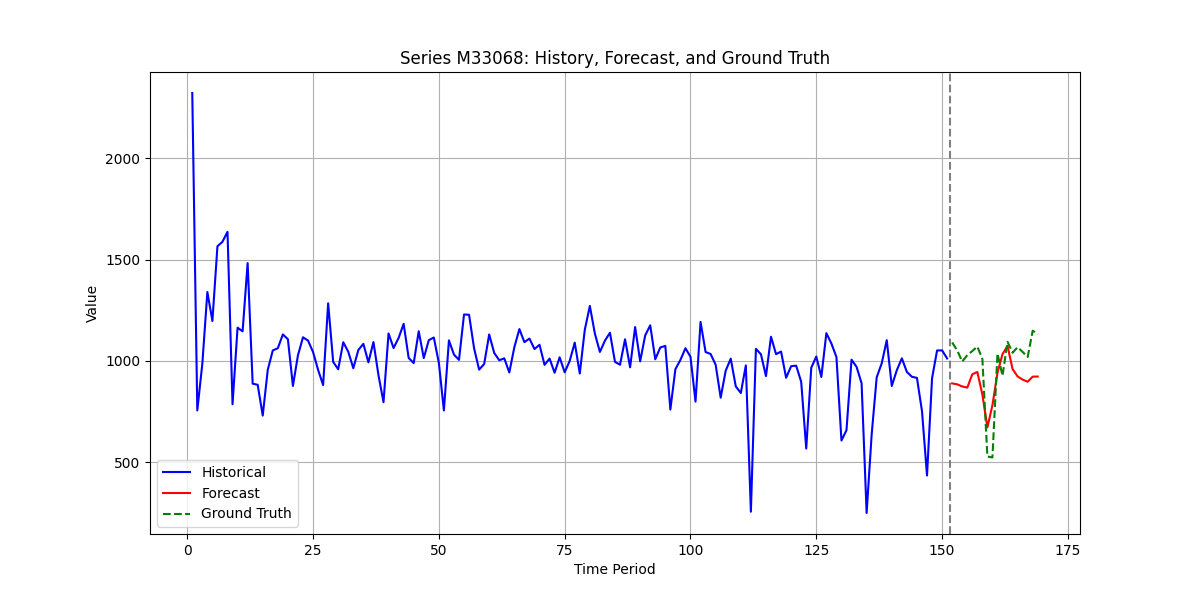 Series M33068: History, Forecast, and Ground Truth
Value
2000
1500
1000
500
Historical
Forecast
Ground Truth
0
25
50
75
100
125
150
175
Time Period